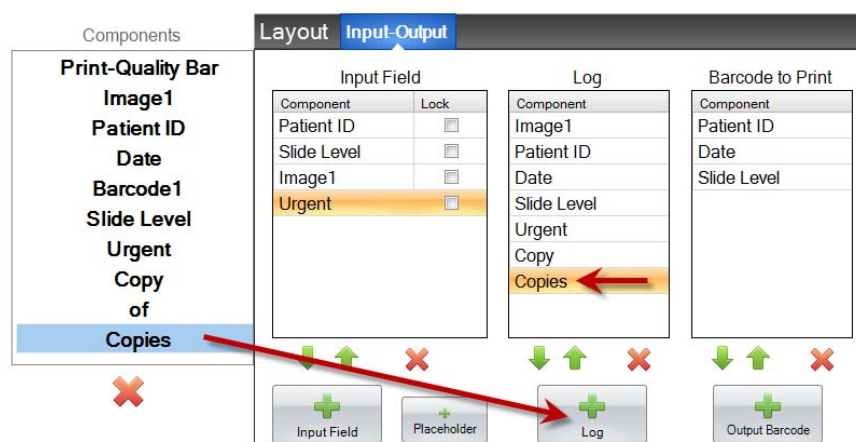 Components
Print-Quality Bar
Image1
Patient ID
Date
Barcode1
Slide Level
Urgent
Copy
of
Copies
Layout Input-Output
Input Field
Component Lock
Patient ID
Slide Level
Image1
Urgent
Log
Component
Image1
Patient ID
Date
Slide Level
Urgent
Copy
Copies
Barcode to Print
Component
Patient ID
Date
Slide Level
Input Field
Placeholder
Log
Output Barcode